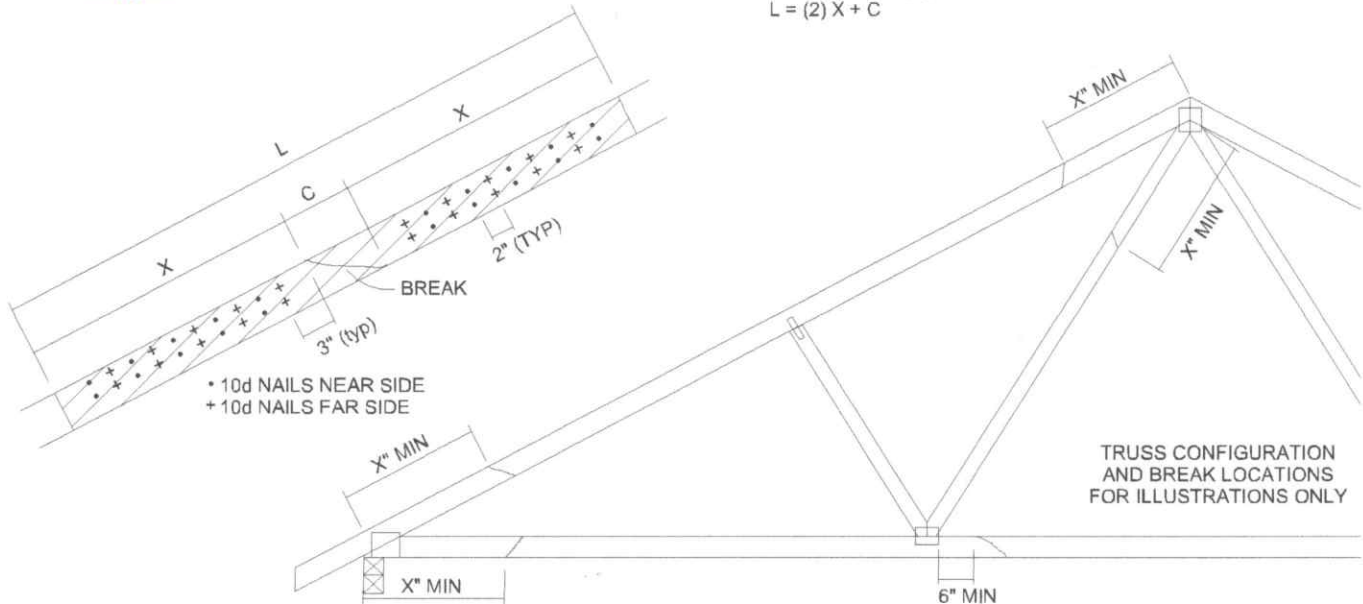 L = (2) X + C
X" MIN
L
X
C
X
2" (TYP)
X" MIN
BREAK
3" (typ)
• 10d NAILS NEAR SIDE
+ 10d NAILS FAR SIDE
X" MIN
TRUSS CONFIGURATION
AND BREAK LOCATIONS
FOR ILLUSTRATIONS ONLY
X" MIN
6" MIN